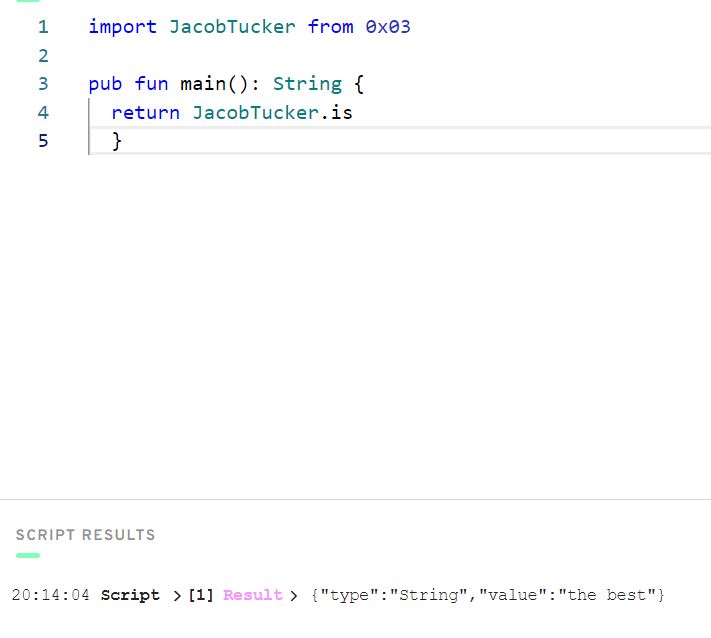 1 import JacobTucker from 0x03
2
3 pub fun main(): String {
4 return JacobTucker.is
5 }
SCRIPT RESULTS
20:14:04 Script > [1] Result > {"type":"String","value":"the best"}